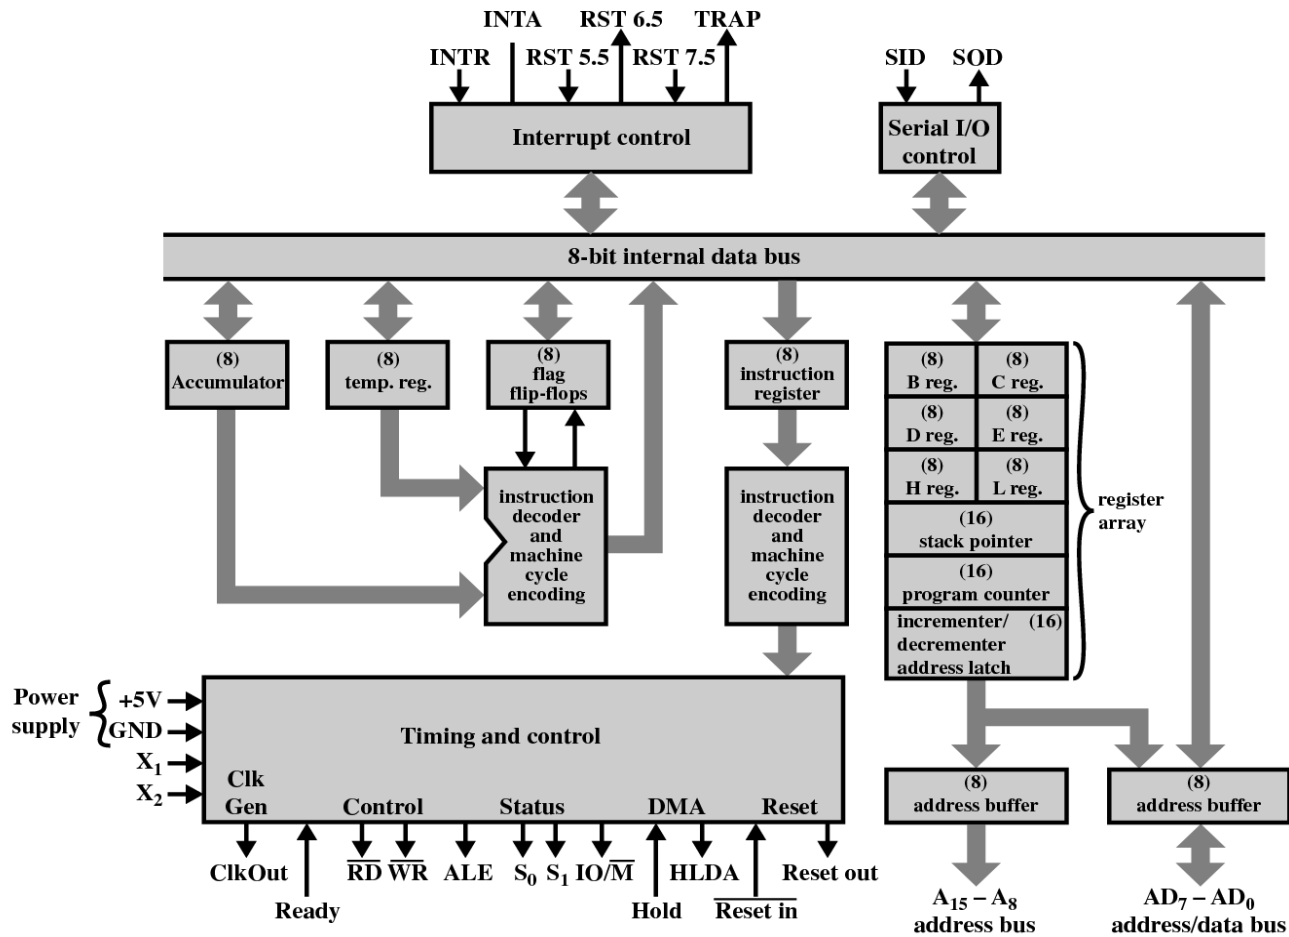 INTA RST 6.5 TRAP
INTR RST 5.5 RST 7.5 SID SOD
Interrupt control
Serial I/O
control
8-bit internal data bus
(8)
Accumulator
(8)
temp. reg.
(8)
flag
flip-flops
(8)
instruction
register
(8)
B reg.
(8)
C reg.
(8)
D reg.
(8)
E reg.
(8)
H reg.
(8)
L reg.
(16)
stack pointer
(16)
program counter
incrementer/ (16)
decrementer
address latch
register
array
instruction
decoder
and
machine
cycle
encoding
instruction
decoder
and
machine
cycle
encoding
Power
supply
+5V
GND
X₁
X₂
Timing and control
Clk
Gen Control Status DMA Reset
(8)
address buffer
(8)
address buffer
ClkOut R̅D̅ W̅R̅ ALE S₀ S₁ IO/M̅ HLDA Reset out
Ready Hold R̅e̅s̅e̅t̅ i̅n̅
A₁₅ – A₈
address bus
AD₇ – AD₀
address/data bus